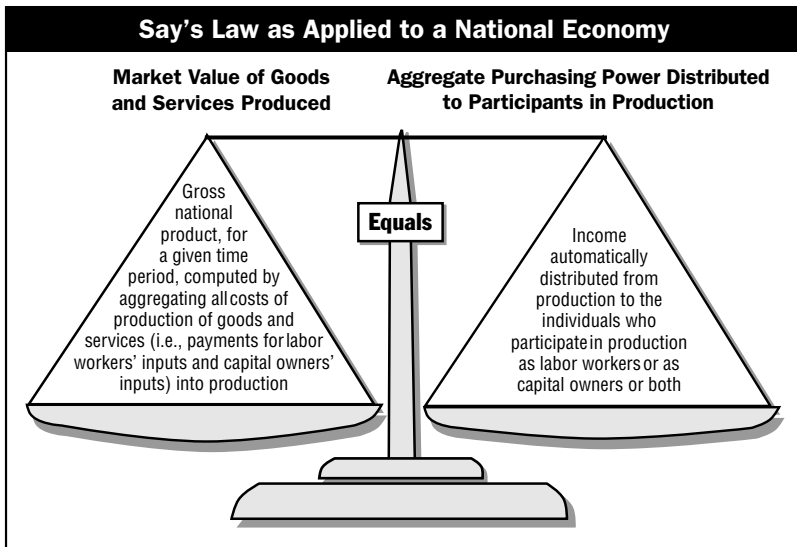 Say's Law as Applied to a National Economy
Market Value of Goods
and Services Produced
Aggregate Purchasing Power Distributed
to Participants in Production
Gross
national
product, for
a given time
period, computed by
aggregating all costs of
production of goods and
services (i.e., payments for labor
workers' inputs and capital owners'
inputs) into production
Equals
Income
automatically
distributed from
production to the
individuals who
participate in production
as labor workers or as
capital owners or both